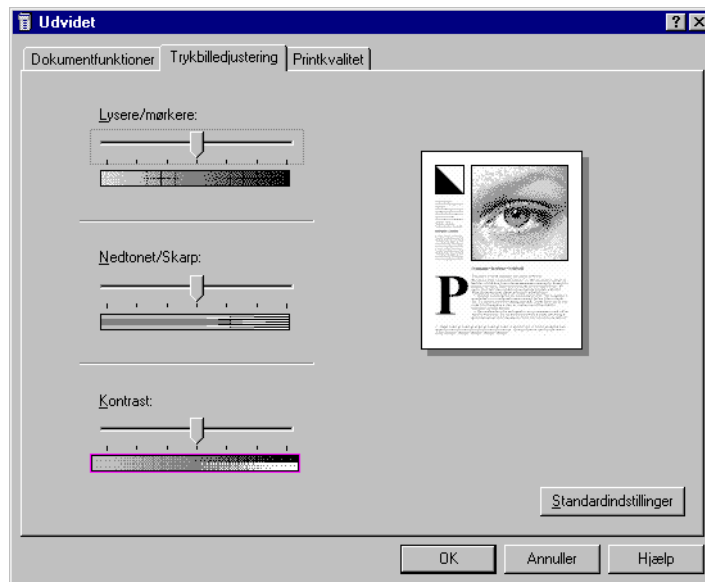 Udvidet
Dokumentfunktioner Trykbilledjustering Printkvalitet
Lysere/mørkere:
Nedtonet/Skarp:
P
Kontrast:
Standardindstillinger
OK Annuller Hjælp